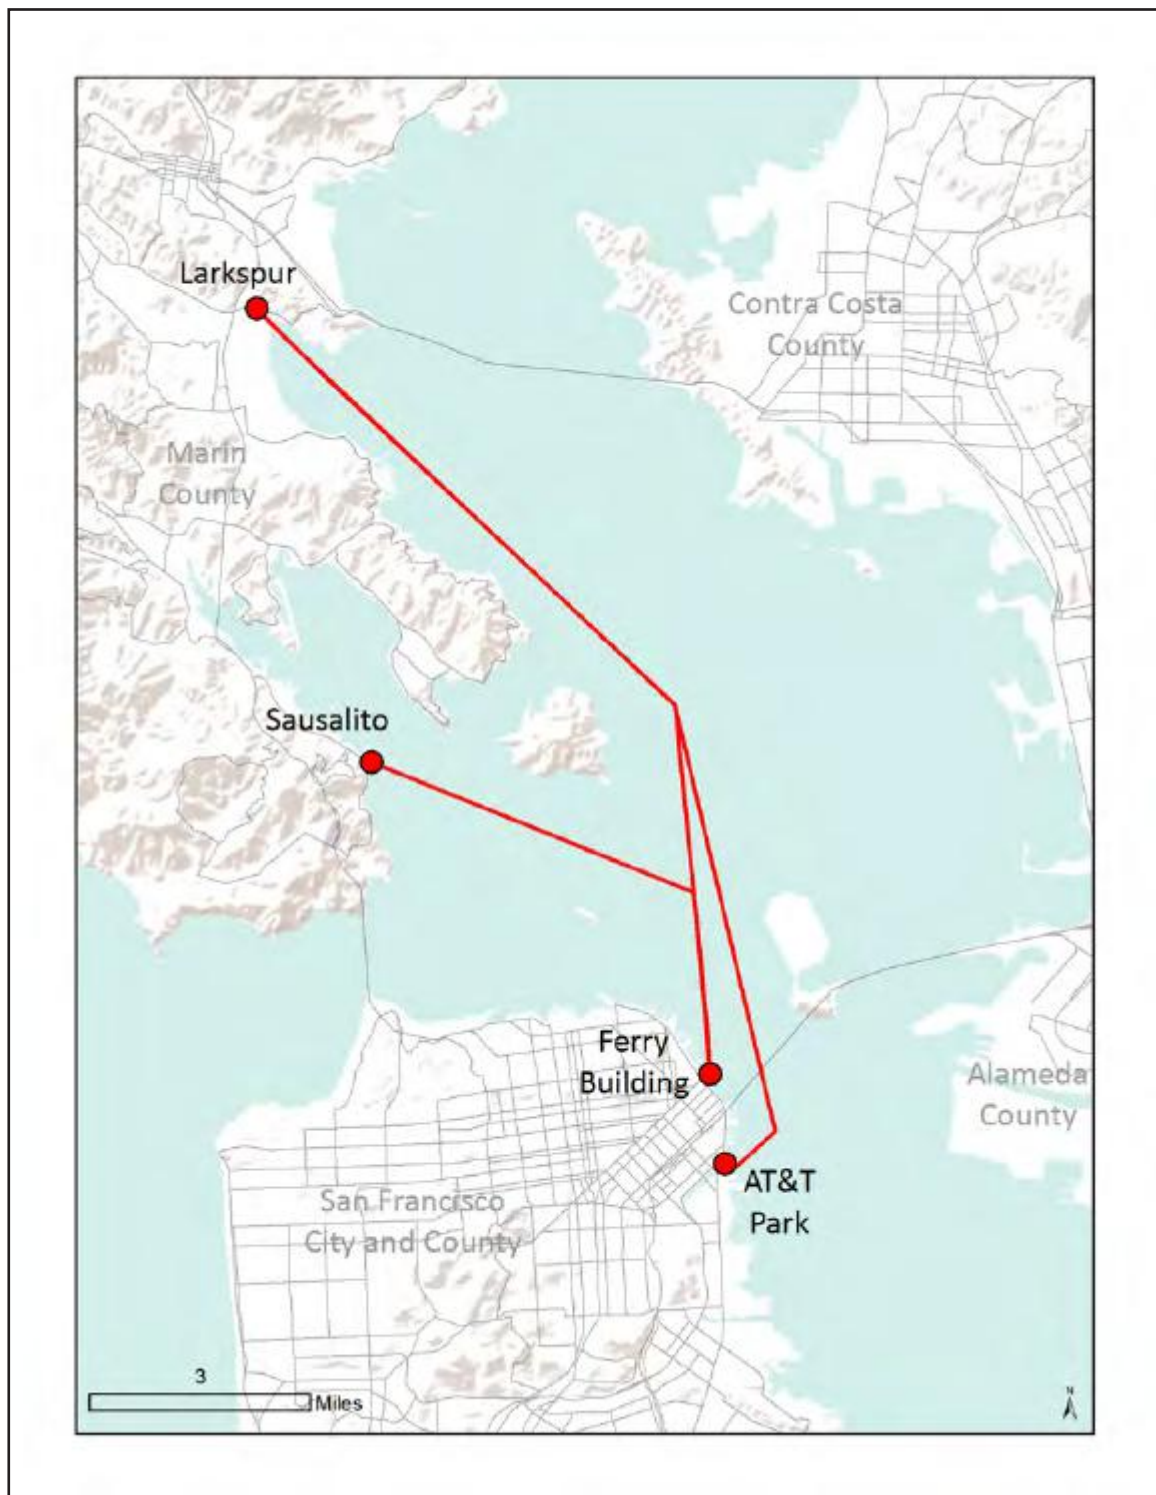 Larkspur
Contra Costa
County
Marin
County
Sausalito
Ferry
Building
Alameda
County
AT&T
Park
San Francisco
City and County
3
Miles
N